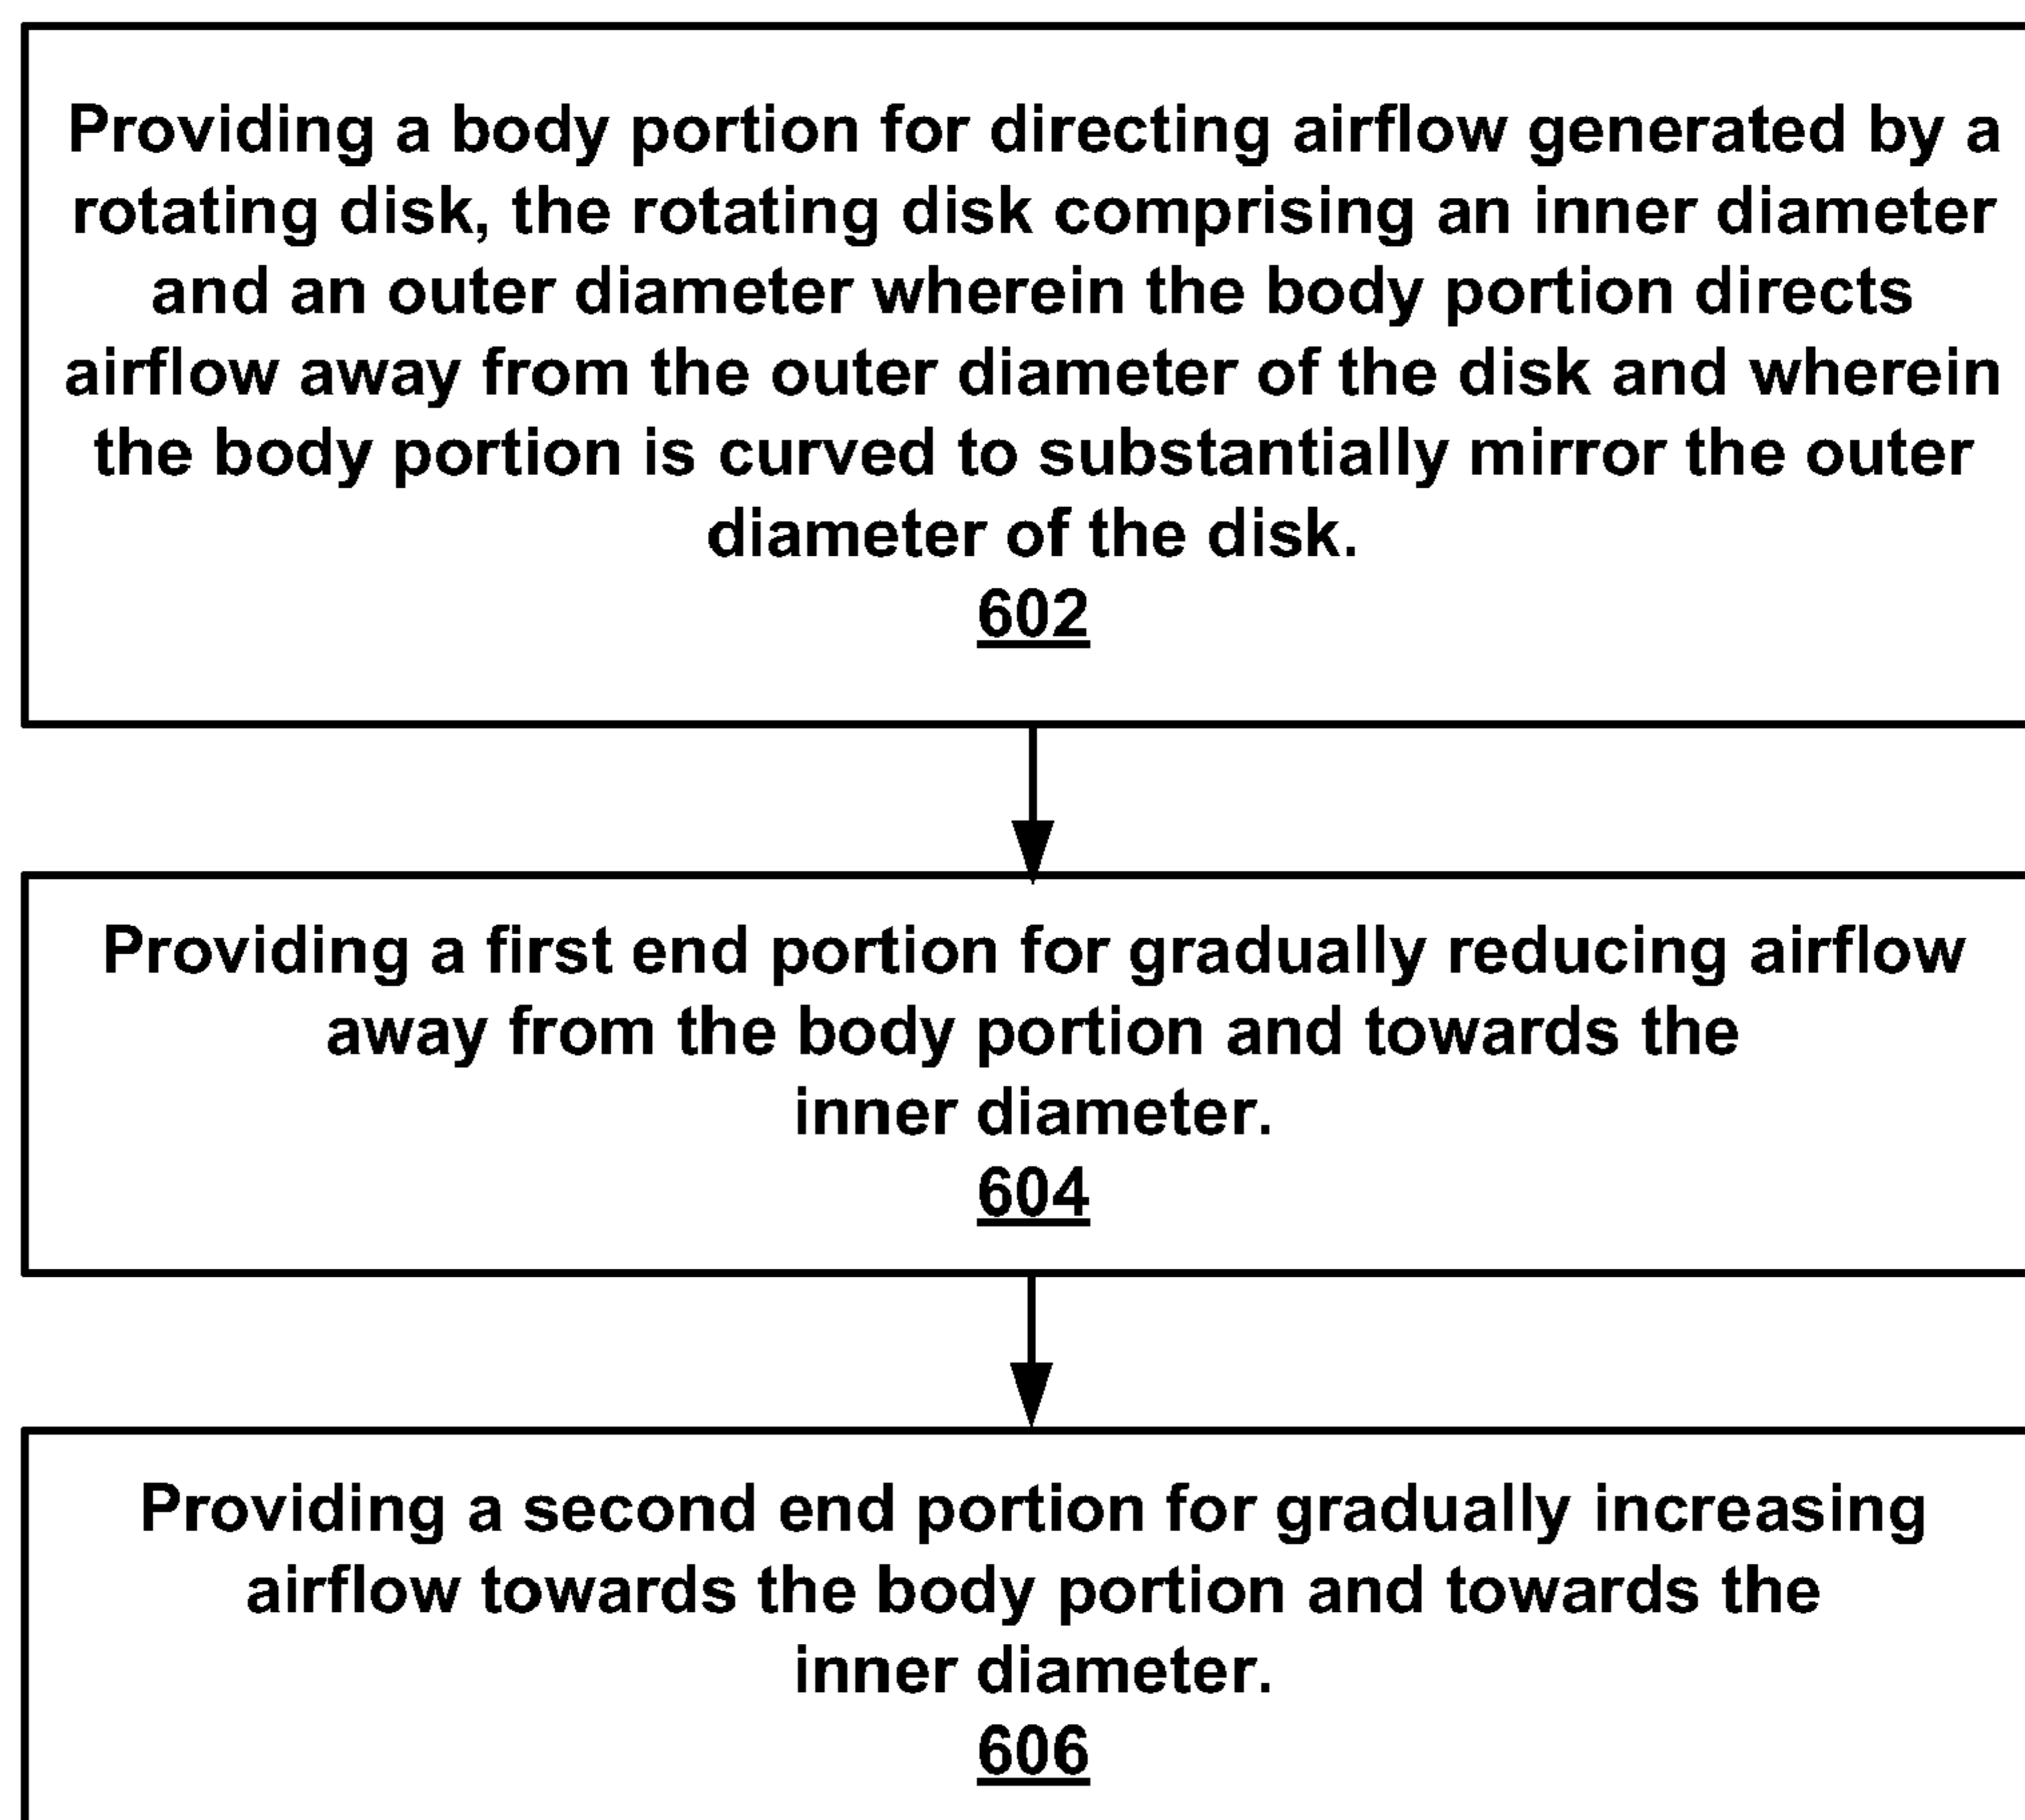 Providing a body portion for directing airflow generated by a
rotating disk, the rotating disk comprising an inner diameter
and an outer diameter wherein the body portion directs
airflow away from the outer diameter of the disk and wherein
the body portion is curved to substantially mirror the outer
diameter of the disk.
602
Providing a first end portion for gradually reducing airflow
away from the body portion and towards the
inner diameter.
604
Providing a second end portion for gradually increasing
airflow towards the body portion and towards the
inner diameter.
606